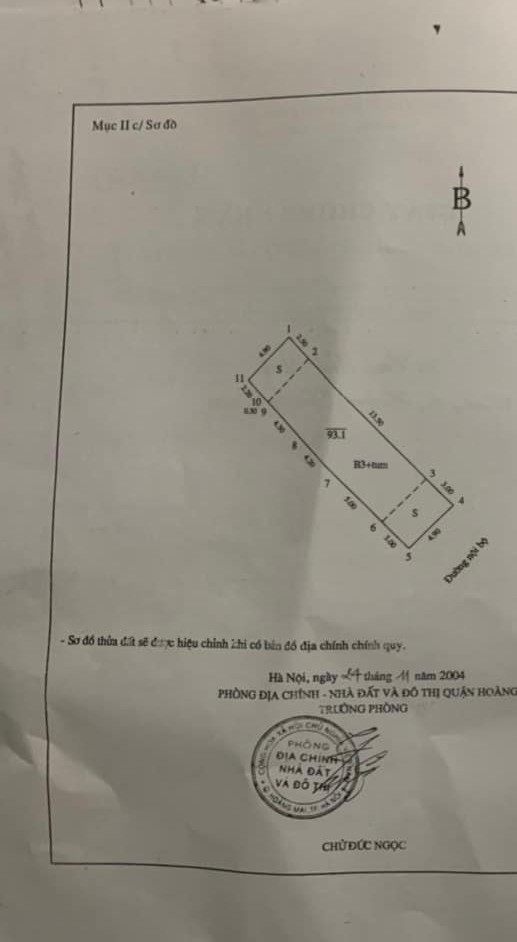 Mục II c/ Sơ đồ
B
1
2.50
2
4.90
S
11
2.20
10
0.30
9
4.30
8
4.20
7
5.00
6
3.00
5
13.50
93.1
B3+tum
3
3.00
4
S
4.90
Đường nội bộ
- Sơ đồ thửa đất sẽ được hiệu chỉnh khi có bản đồ địa chính chính quy.
Hà Nội, ngày 24 tháng 11 năm 2004
PHÒNG ĐỊA CHÍNH - NHÀ ĐẤT VÀ ĐÔ THỊ QUẬN HOÀNG
TRƯỞNG PHÒNG
PHÒNG
ĐỊA CHÍNH
NHÀ ĐẤT
VÀ ĐÔ THỊ
CHỬ ĐỨC NGỌC